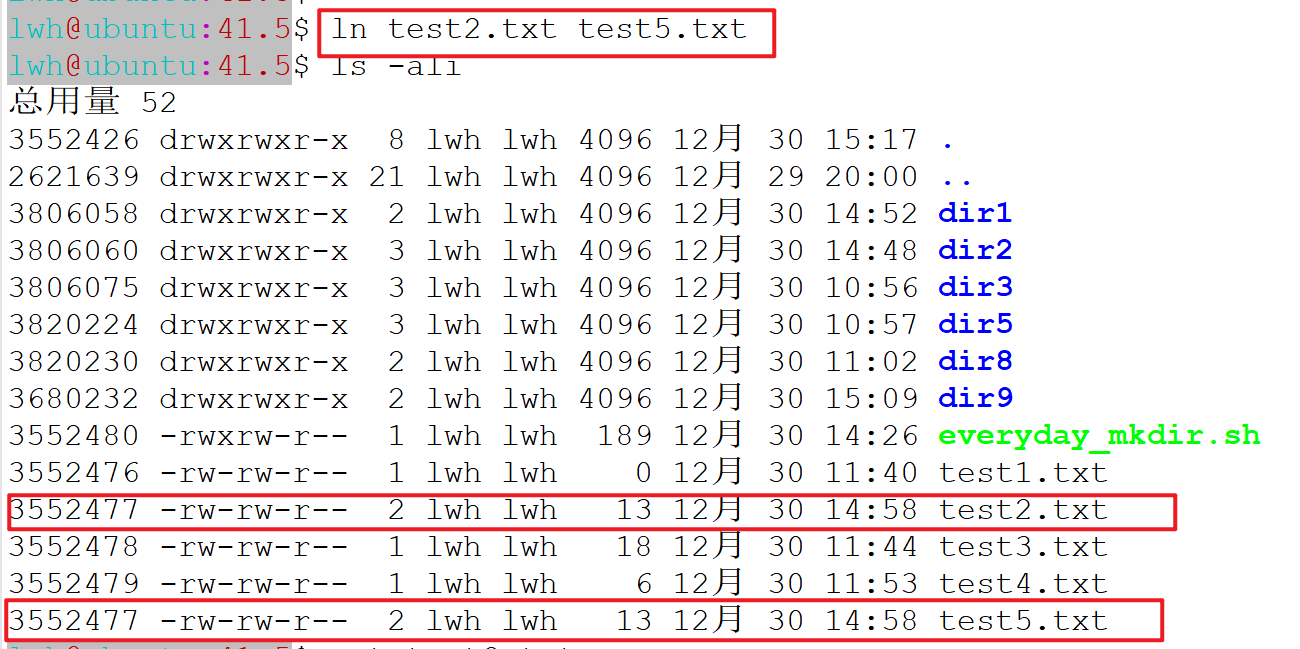 lwh@ubuntu:41.5$ ln test2.txt test5.txt
lwh@ubuntu:41.5$ ls -ali
总用量 52
3552426 drwxrwxr-x  8 lwh lwh 4096 12月 30 15:17 .
2621639 drwxrwxr-x 21 lwh lwh 4096 12月 29 20:00 ..
3806058 drwxrwxr-x  2 lwh lwh 4096 12月 30 14:52 dir1
3806060 drwxrwxr-x  3 lwh lwh 4096 12月 30 14:48 dir2
3806075 drwxrwxr-x  3 lwh lwh 4096 12月 30 10:56 dir3
3820224 drwxrwxr-x  3 lwh lwh 4096 12月 30 10:57 dir5
3820230 drwxrwxr-x  2 lwh lwh 4096 12月 30 11:02 dir8
3680232 drwxrwxr-x  2 lwh lwh 4096 12月 30 15:09 dir9
3552480 -rwxrw-r--  1 lwh lwh  189 12月 30 14:26 everyday_mkdir.sh
3552476 -rw-rw-r--  1 lwh lwh    0 12月 30 11:40 test1.txt
3552477 -rw-rw-r--  2 lwh lwh   13 12月 30 14:58 test2.txt
3552478 -rw-rw-r--  1 lwh lwh   18 12月 30 11:44 test3.txt
3552479 -rw-rw-r--  1 lwh lwh    6 12月 30 11:53 test4.txt
3552477 -rw-rw-r--  2 lwh lwh   13 12月 30 14:58 test5.txt